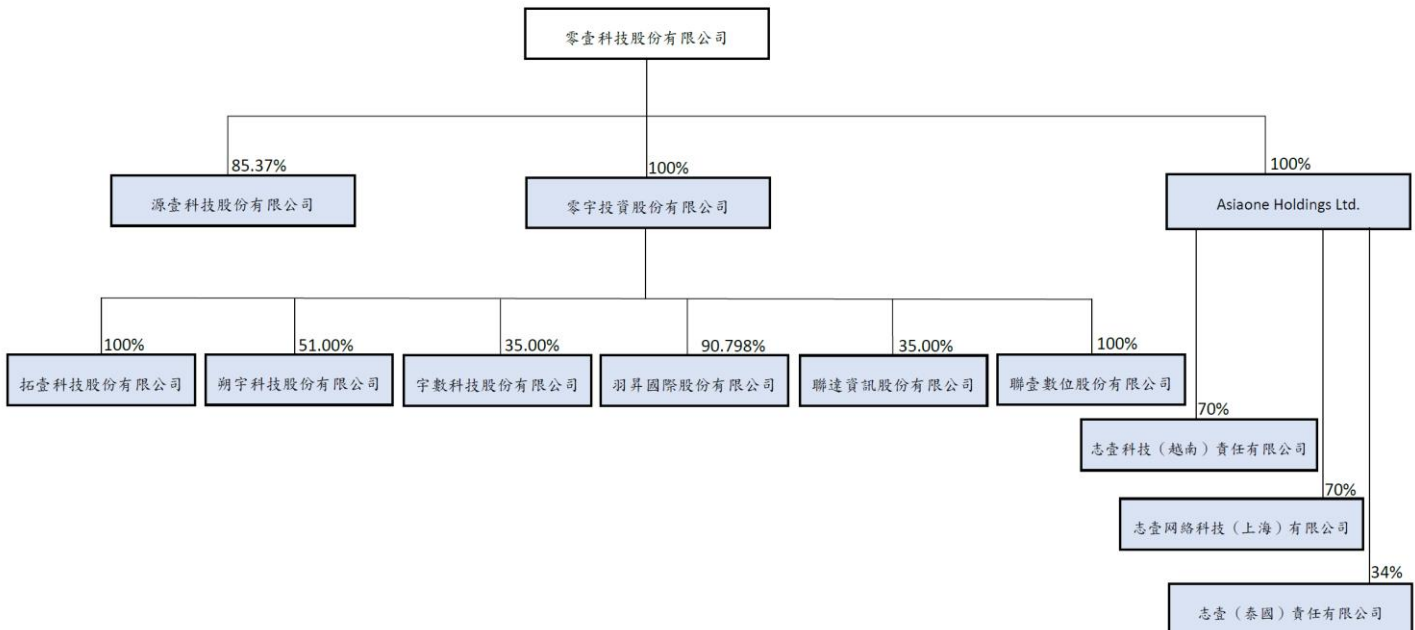 零壹科技股份有限公司
85.37%
100%
100%
源壹科技股份有限公司
零宇投資股份有限公司
Asiaone Holdings Ltd.
100%
51.00%
35.00%
90.798%
35.00%
100%
拓壹科技股份有限公司
朔宇科技股份有限公司
宇數科技股份有限公司
羽昇國際股份有限公司
聯達資訊股份有限公司
聯壹數位股份有限公司
70%
志壹科技（越南）責任有限公司
70%
志壹网絡科技（上海）有限公司
34%
志壹（泰國）責任有限公司